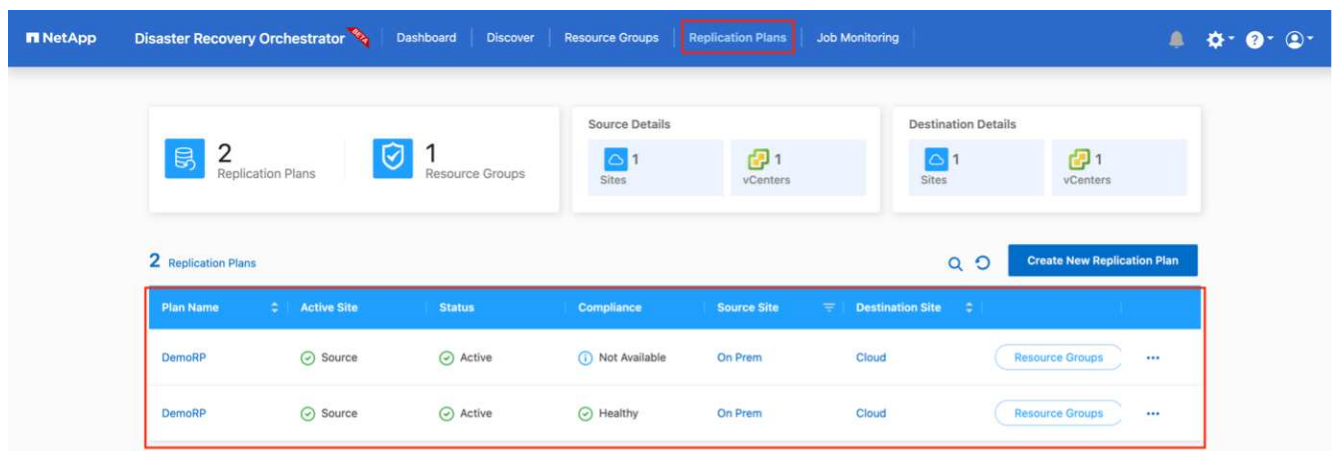 NetApp Disaster Recovery Orchestrator BETA Dashboard Discover Resource Groups Replication Plans Job Monitoring
Source Details Destination Details
2 Replication Plans
1 Resource Groups
1 Sites
1 vCenters
1 Sites
1 vCenters
2 Replication Plans Create New Replication Plan
Plan Name Active Site Status Compliance Source Site Destination Site
DemoRP Source Active Not Available On Prem Cloud Resource Groups
DemoRP Source Active Healthy On Prem Cloud Resource Groups